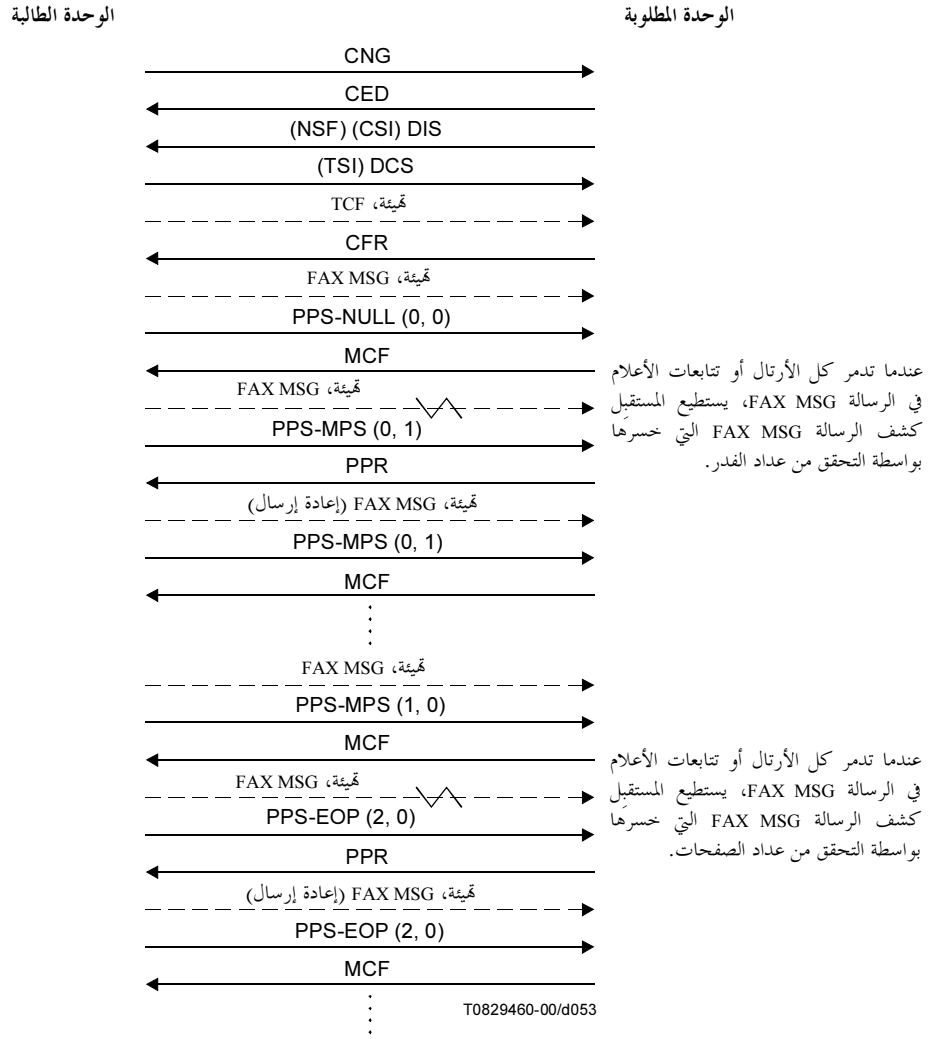 الوحدة المطلوبة
الوحدة الطالبة
CNG
CED
(NSF) (CSI) DIS
(TSI) DCS
تهيئة، TCF
CFR
تهيئة، FAX MSG
PPS-NULL (0, 0)
MCF
تهيئة، FAX MSG
PPS-MPS (0, 1)
عندما تدمر كل الأرتال أو تتابعات الأعلام
في الرسالة FAX MSG، يستطيع المستقبِل
كشف الرسالة FAX MSG التي خسرَها
بواسطة التحقق من عداد الفدر.
PPR
تهيئة، FAX MSG (إعادة إرسال)
PPS-MPS (0, 1)
MCF
تهيئة، FAX MSG
PPS-MPS (1, 0)
MCF
تهيئة، FAX MSG
PPS-EOP (2, 0)
عندما تدمر كل الأرتال أو تتابعات الأعلام
في الرسالة FAX MSG، يستطيع المستقبِل
كشف الرسالة FAX MSG التي خسرَها
بواسطة التحقق من عداد الصفحات.
PPR
تهيئة، FAX MSG (إعادة إرسال)
PPS-EOP (2, 0)
MCF
T0829460-00/d053